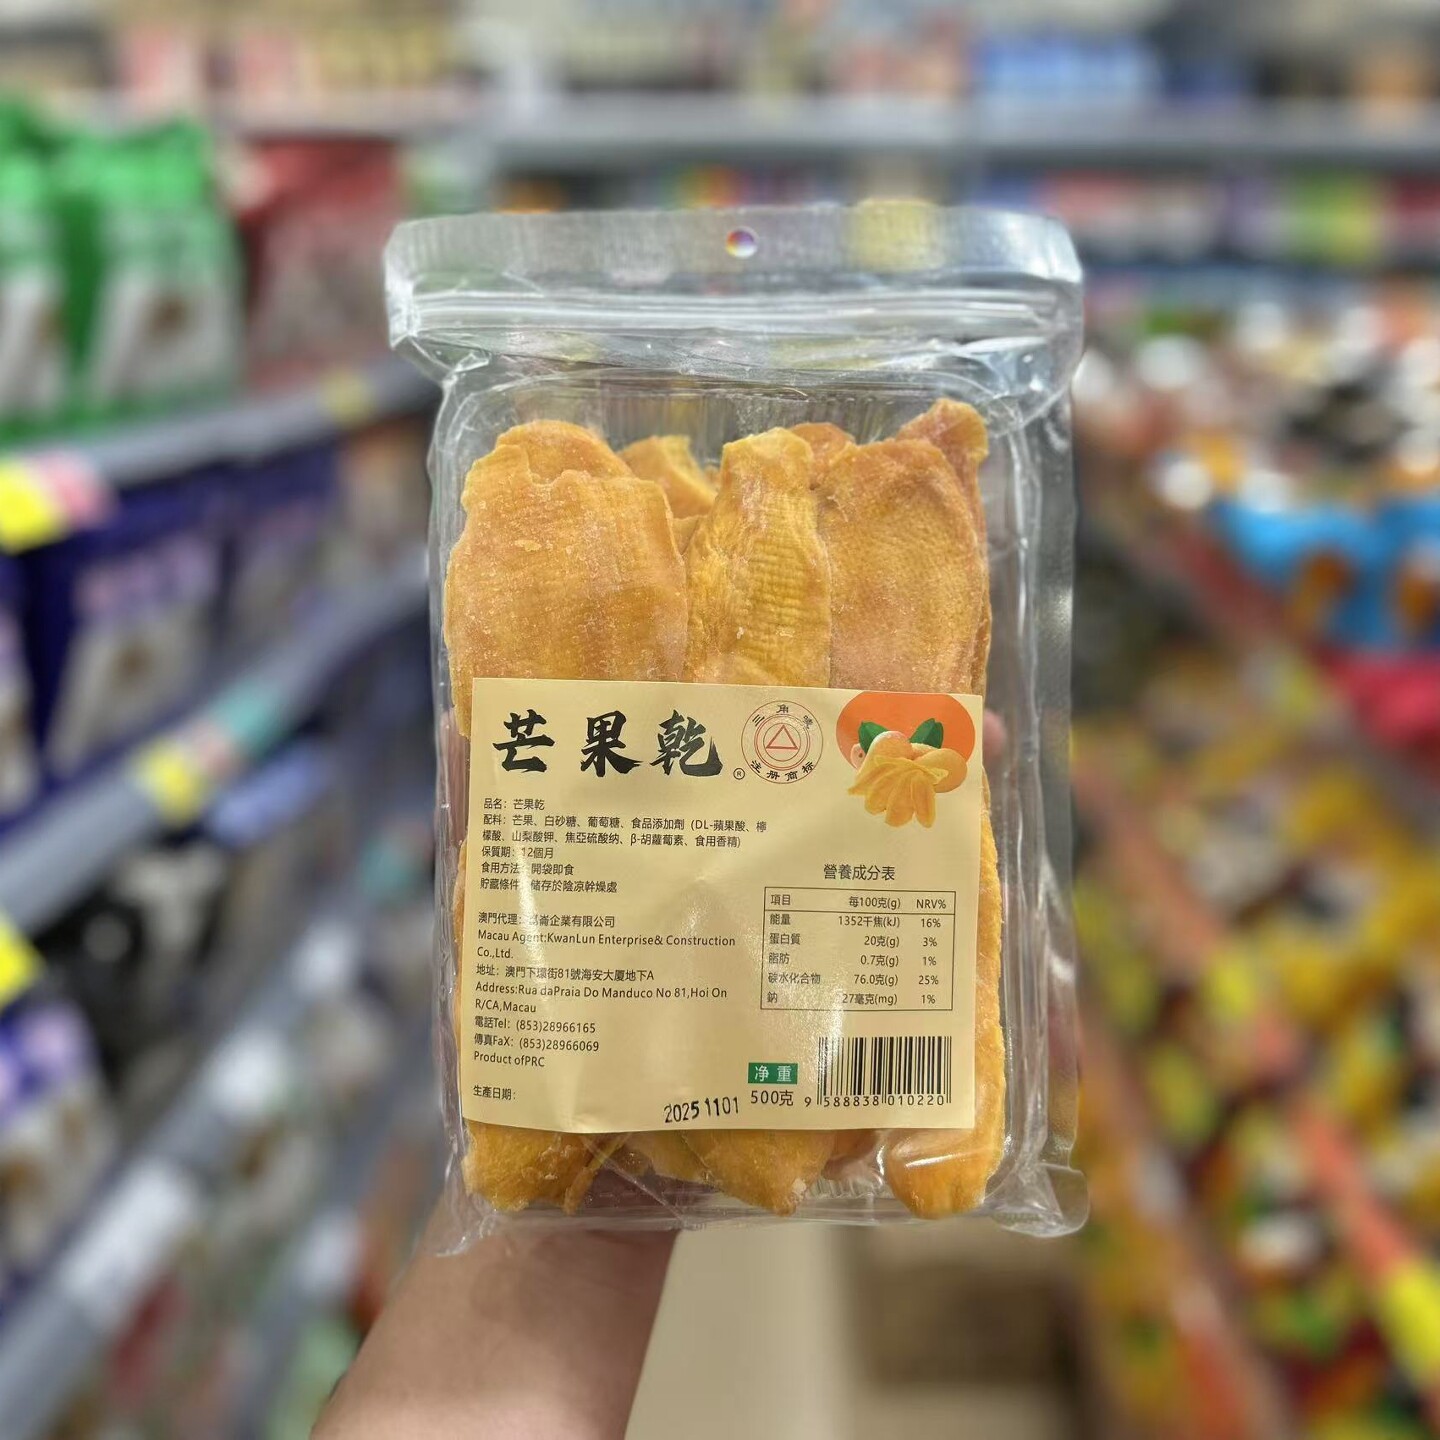 芒果乾
®
三角嘜
注册商标
品名：芒果乾
配料：芒果、白砂糖、葡萄糖、食品添加劑（DL-蘋果酸、檸
檬酸、山梨酸钾、焦亞硫酸纳、β-胡蘿蔔素、食用香精)
保質期：12個月
食用方法：開袋即食
貯藏條件：儲存於陰凉幹燥處
澳門代理：崑崙企業有限公司
Macau Agent:KwanLun Enterprise& Construction
Co.,Ltd.
地址：澳門下環街81號海安大厦地下A
Address:Rua daPraia Do Manduco No 81,Hoi On
R/CA,Macau
電話Tel：(853)28966165
傳真FaX：(853)28966069
Product ofPRC
生產日期：
2025 1101
營養成分表
項目 每100克(g) NRV%
能量 1352千焦(kJ) 16%
蛋白質 20克(g) 3%
脂肪 0.7克(g) 1%
碳水化合物 76.0克(g) 25%
鈉 27毫克(mg) 1%
净重
500克
9 588838 010220